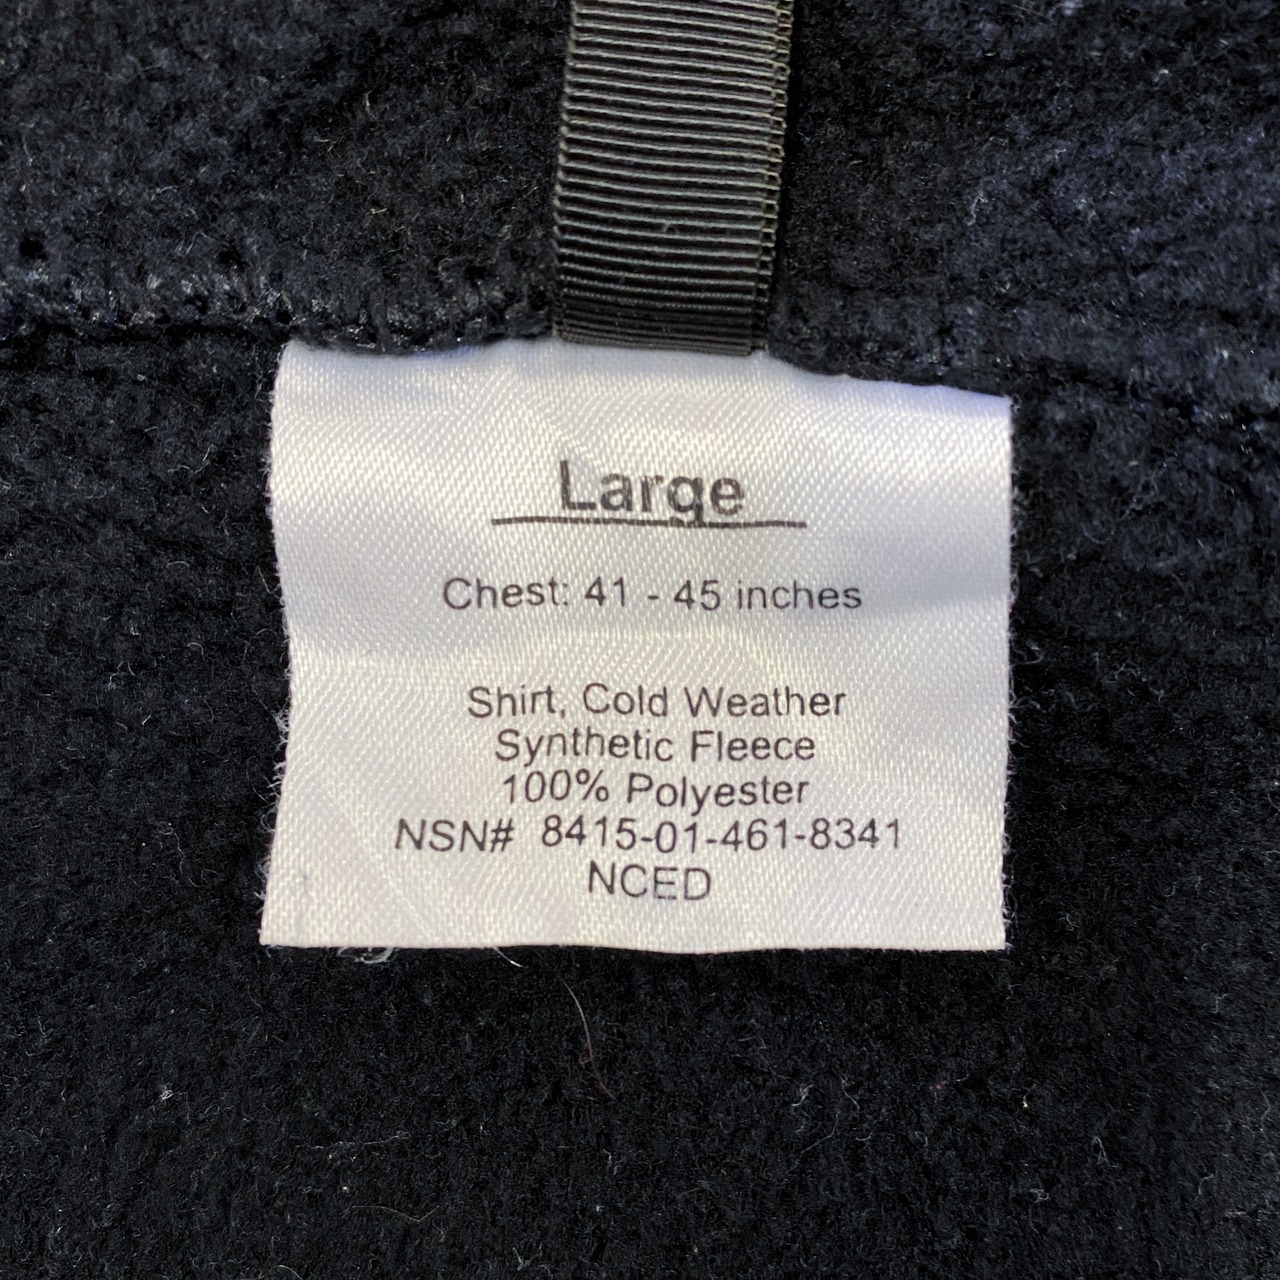 Large
Chest: 41 - 45 inches
Shirt, Cold Weather
Synthetic Fleece
100% Polyester
NSN# 8415-01-461-8341
NCED